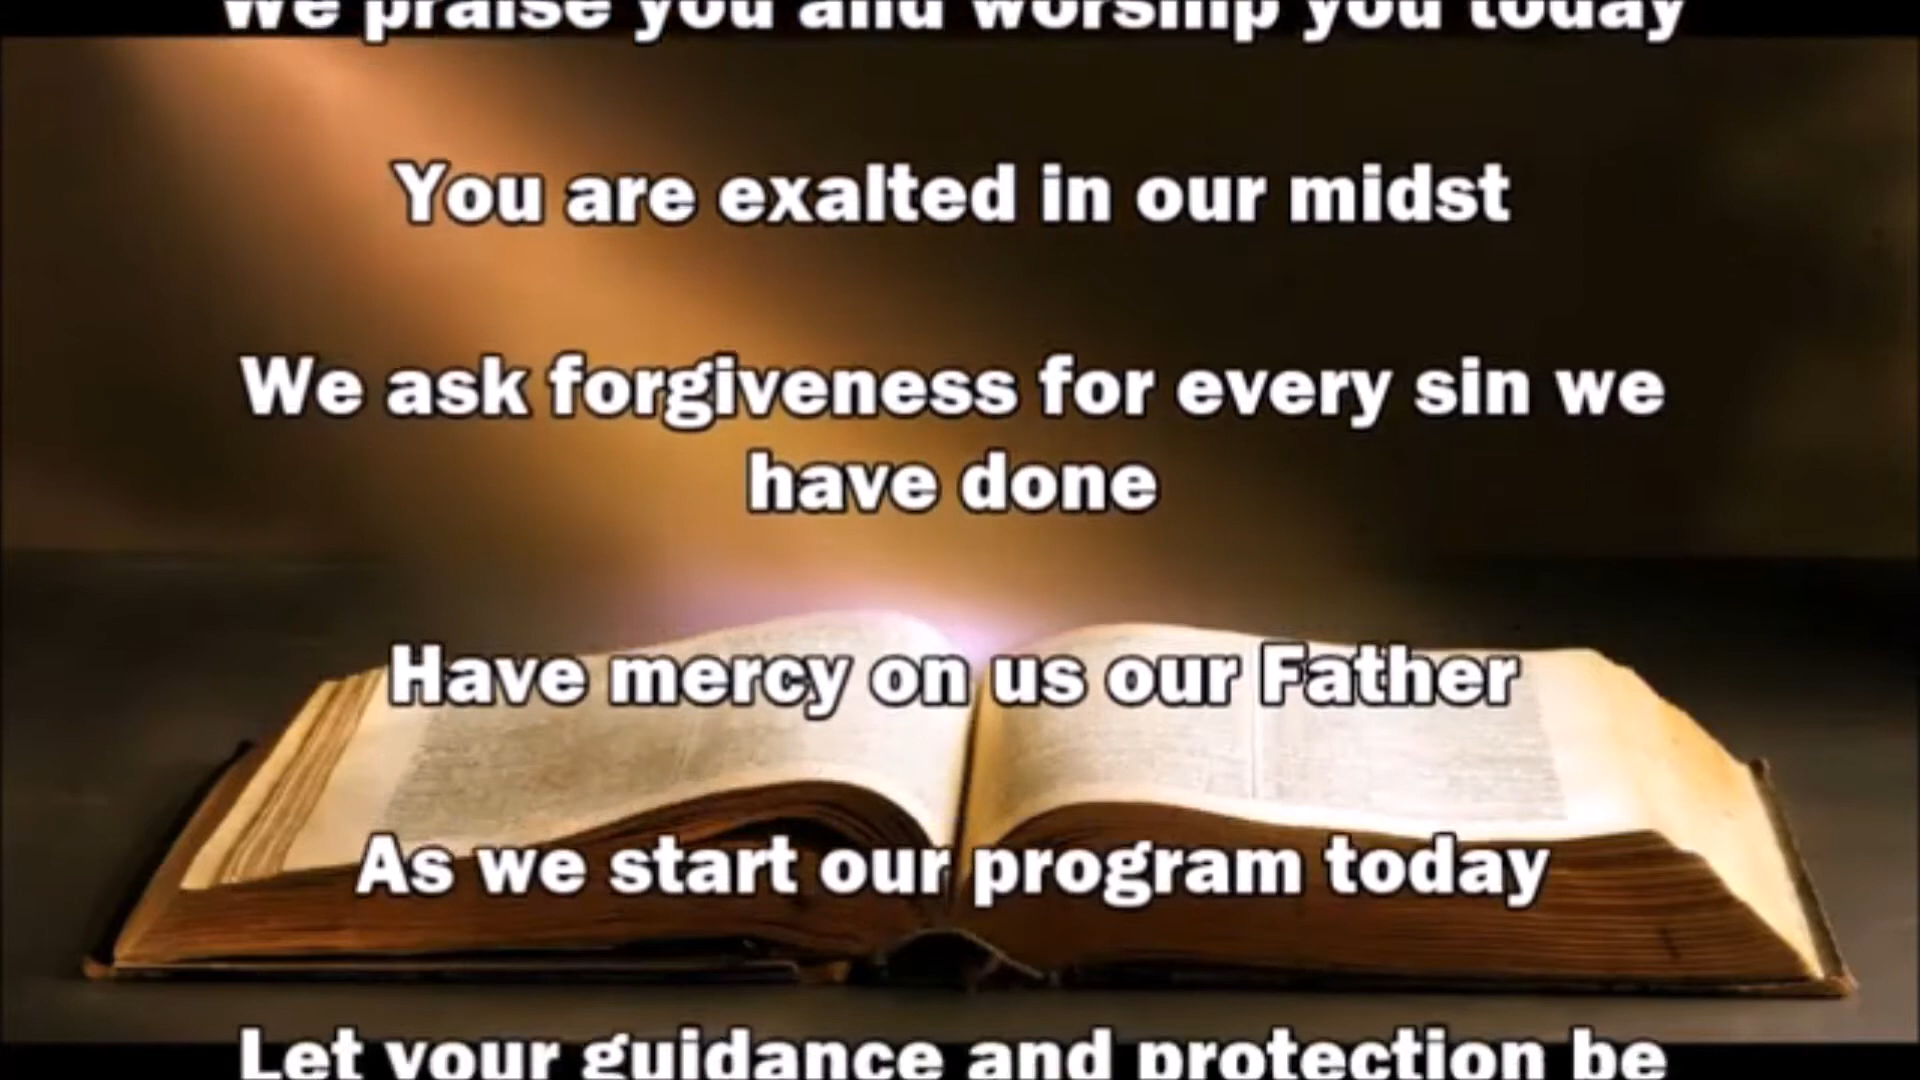 We praise you and worship you today
You are exalted in our midst
We ask forgiveness for every sin we
have done
Have mercy on us our Father
As we start our program today
Let your guidance and protection be